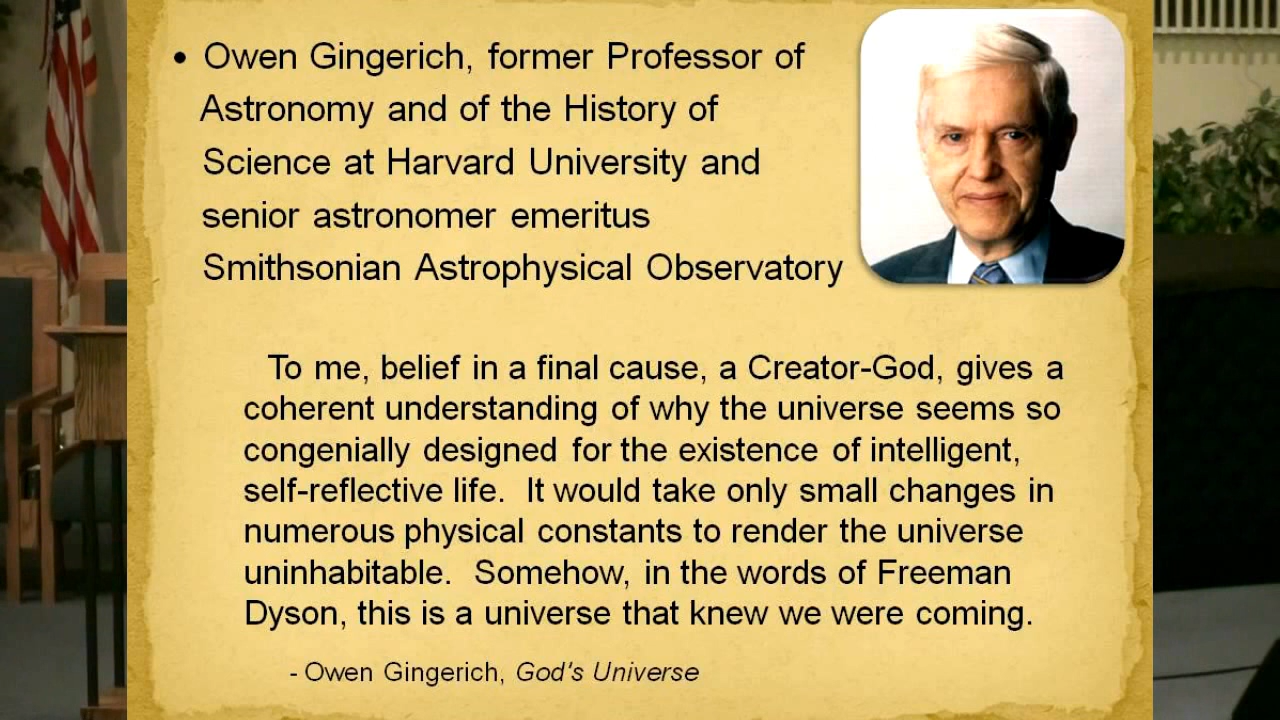 • Owen Gingerich, former Professor of
Astronomy and of the History of
Science at Harvard University and
senior astronomer emeritus
Smithsonian Astrophysical Observatory
To me, belief in a final cause, a Creator-God, gives a
coherent understanding of why the universe seems so
congenially designed for the existence of intelligent,
self-reflective life.  It would take only small changes in
numerous physical constants to render the universe
uninhabitable.  Somehow, in the words of Freeman
Dyson, this is a universe that knew we were coming.
- Owen Gingerich, God's Universe